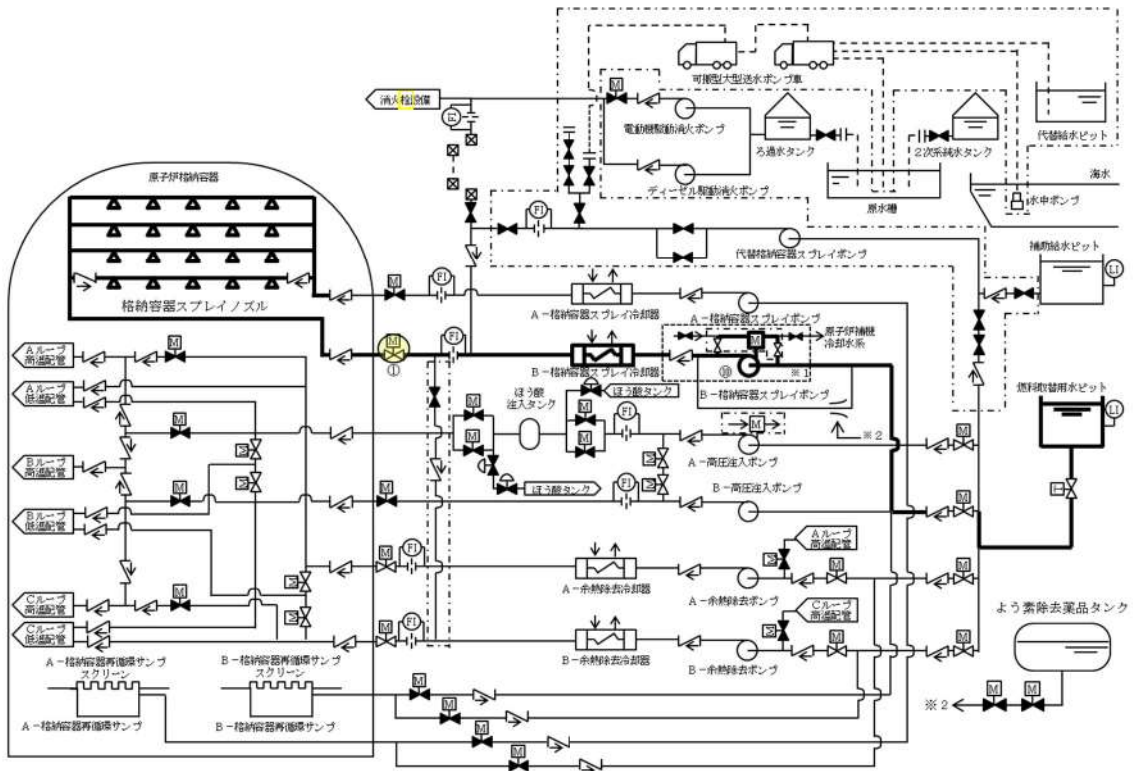 可搬型大型送水ポンプ車
消火栓設備
FI
M
電動機駆動消火ポンプ
ろ過水タンク
2次系純水タンク
代替給水ピット
海水
原子炉格納容器
ディーゼル駆動消火ポンプ
原水槽
水中ポンプ
FI
代替格納容器スプレイポンプ
補助給水ピット
LI
格納容器スプレイノズル
M
FI
A-格納容器スプレイ冷却器
A-格納容器スプレイポンプ
原子炉補機
冷却水系
M
①
FI
B-格納容器スプレイ冷却器
M
⑩
※1
B-格納容器スプレイポンプ
燃料取替用水ピット
LI
Aループ
高温配管
M
Aループ
低温配管
ほう酸
注入タンク
ほう酸タンク
M
M
M
M
M
FI
M
※2
A-高圧注入ポンプ
M
Bループ
高温配管
M
M
M
ほう酸タンク
M
M
M
FI
B-高圧注入ポンプ
M
I
Bループ
低温配管
M
FI
A-余熱除去冷却器
Aループ
高温配管
M
M
A-余熱除去ポンプ
M
Cループ
高温配管
M
M
M
Cループ
低温配管
M
FI
B-余熱除去冷却器
Cループ
高温配管
M
M
B-余熱除去ポンプ
M
よう素除去薬品タンク
A-格納容器再循環サンプ
スクリーン
B-格納容器再循環サンプ
スクリーン
A-格納容器再循環サンプ
B-格納容器再循環サンプ
M
M
M
M
※2
M
M